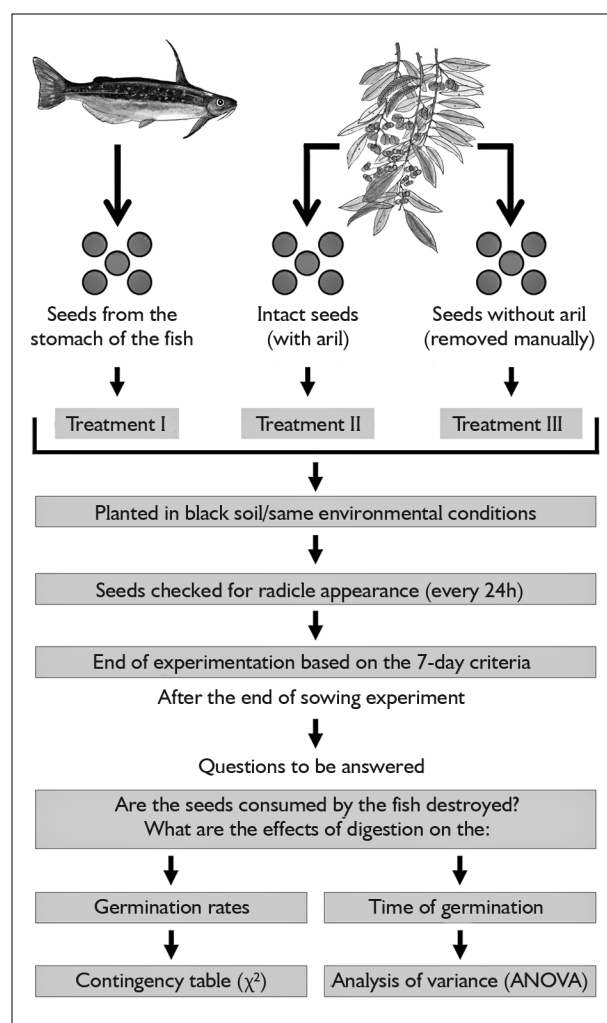 Seeds from the
stomach of the fish
Intact seeds
(with aril)
Seeds without aril
(removed manually)
Treatment I
Treatment II
Treatment III
Planted in black soil/same environmental conditions
Seeds checked for radicle appearance (every 24h)
End of experimentation based on the 7-day criteria
After the end of sowing experiment
Questions to be answered
Are the seeds consumed by the fish destroyed?
What are the effects of digestion on the:
Germination rates
Time of germination
Contingency table (χ²)
Analysis of variance (ANOVA)